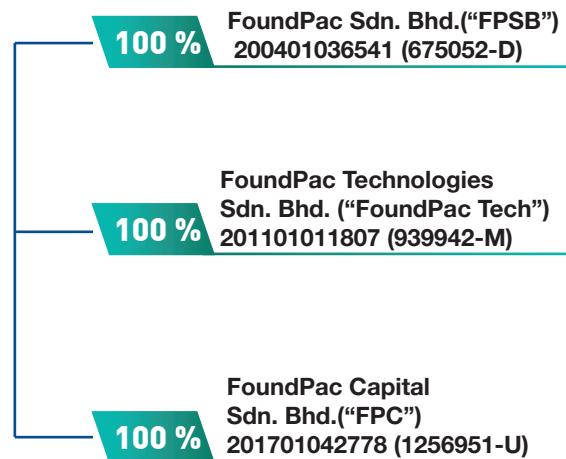 100 %
FoundPac Sdn. Bhd.(“FPSB”)
200401036541 (675052-D)
100 %
FoundPac Technologies
Sdn. Bhd. (“FoundPac Tech”)
201101011807 (939942-M)
100 %
FoundPac Capital
Sdn. Bhd.(“FPC”)
201701042778 (1256951-U)